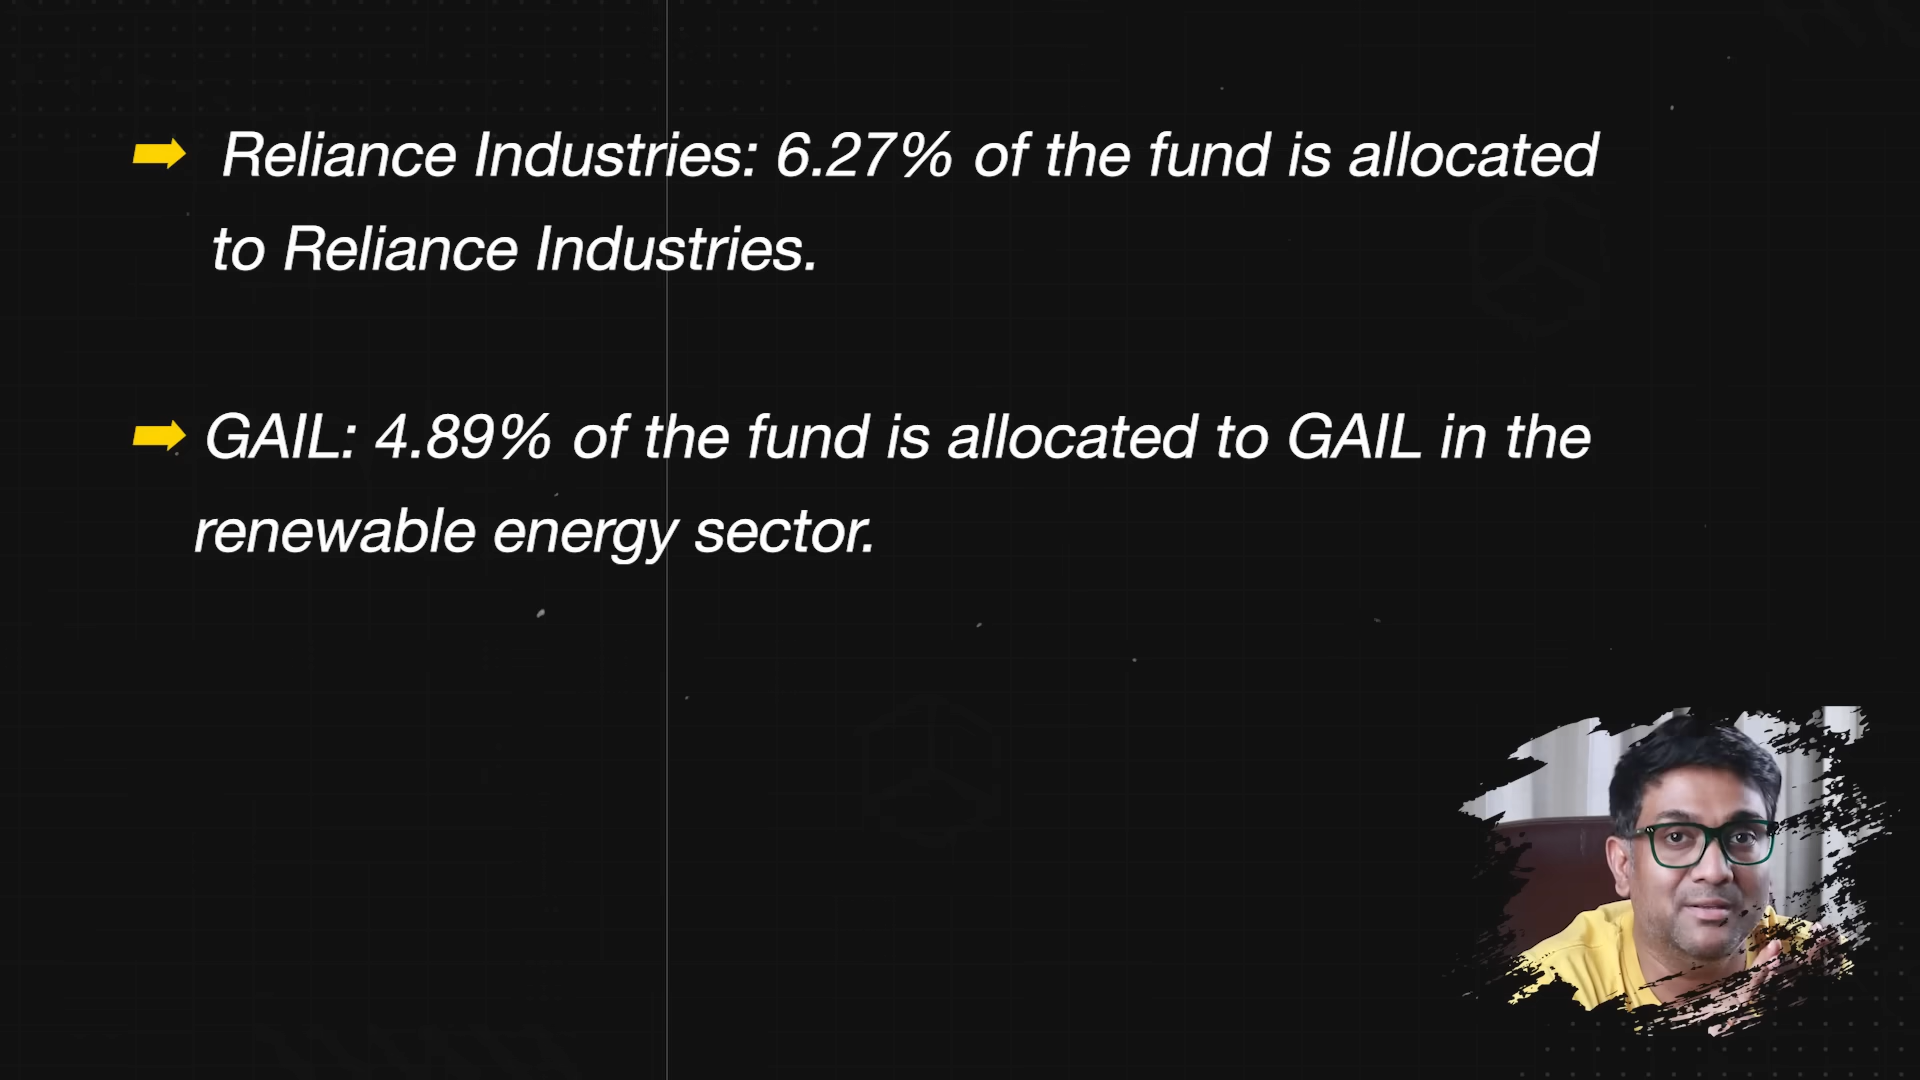 Reliance Industries: 6.27% of the fund is allocated
to Reliance Industries.
GAIL: 4.89% of the fund is allocated to GAIL in the
renewable energy sector.